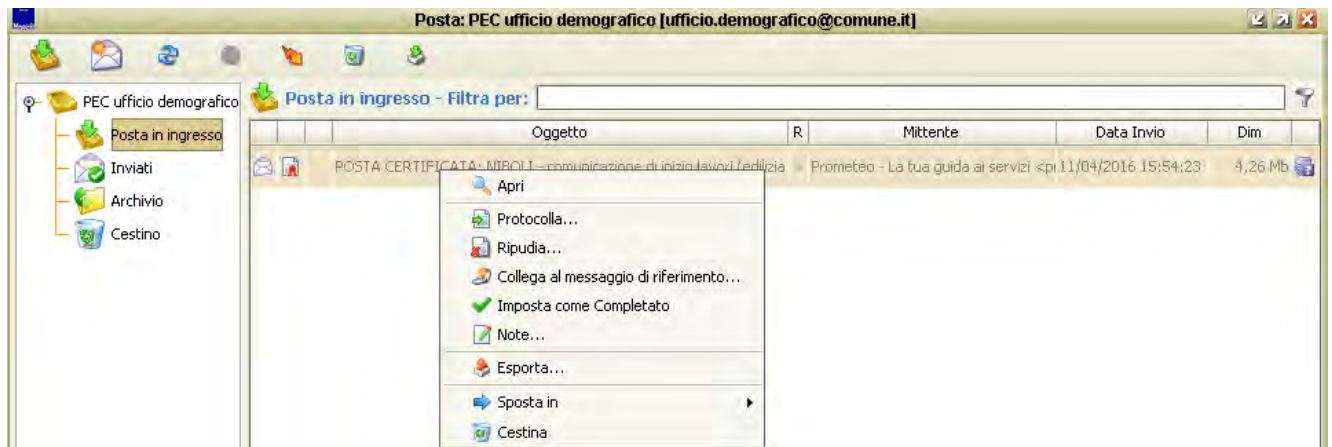 Maggioli
Posta: PEC ufficio demografico [ufficio.demografico@comune.it]
PEC ufficio demografico
Posta in ingresso
Inviati
Archivio
Cestino
Posta in ingresso - Filtra per:
Oggetto R Mittente Data Invio Dim
POSTA CERTIFICATA: NIBOLI - comunicazione di inizio lavori (edilizia Prometeo - La tua guida ai servizi <pi 11/04/2016 15:54:23 4,26 Mb
Apri
Protocolla...
Ripudia...
Collega al messaggio di riferimento...
Imposta come Completato
Note...
Esporta...
Sposta in
Cestina